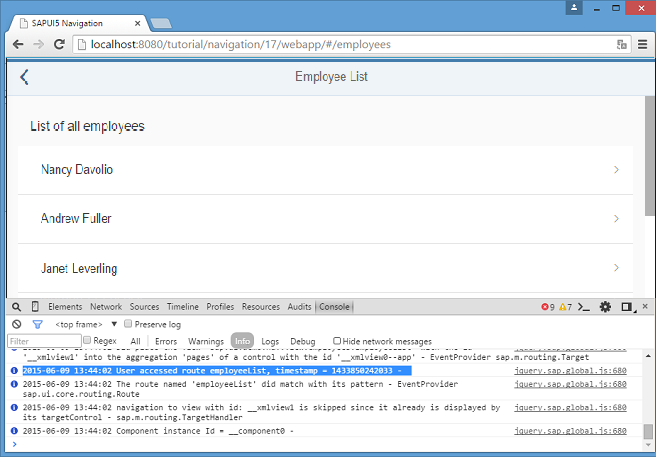 SAPUI5 Navigation
localhost:8080/tutorial/navigation/17/webapp/#/employees
Employee List
List of all employees
Nancy Davolio
Andrew Fuller
Janet Leverling
Elements Network Sources Timeline Profiles Resources Audits Console 9 7
<top frame> Preserve log
Filter Regex All Errors Warnings Info Logs Debug Hide network messages
'__xmlview1' into the aggregation 'pages' of a control with the id '__xmlview0--app' - EventProvider sap.m.routing.Target
2015-06-09 13:44:02 User accessed route employeeList, timestamp = 1433850242033 - jquery.sap.global.js:680
2015-06-09 13:44:02 The route named 'employeeList' did match with its pattern - EventProvider jquery.sap.global.js:680
sap.ui.core.routing.Route
2015-06-09 13:44:02 navigation to view with id: __xmlview1 is skipped since it already is displayed by jquery.sap.global.js:680
its targetControl - sap.m.routing.TargetHandler
2015-06-09 13:44:02 Component instance Id = __component0 - jquery.sap.global.js:680